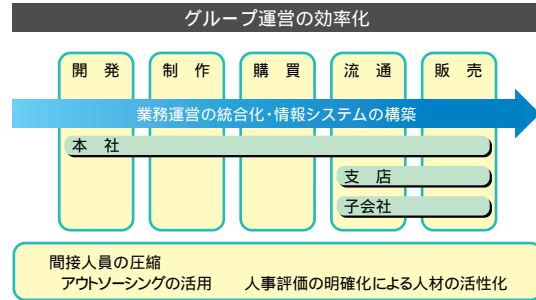 グループ運営の効率化
開 発 制 作 購 買 流 通 販 売
業務運営の統合化・情報システムの構築
本 社
支 店
子会社
間接人員の圧縮
アウトソーシングの活用 人事評価の明確化による人材の活性化